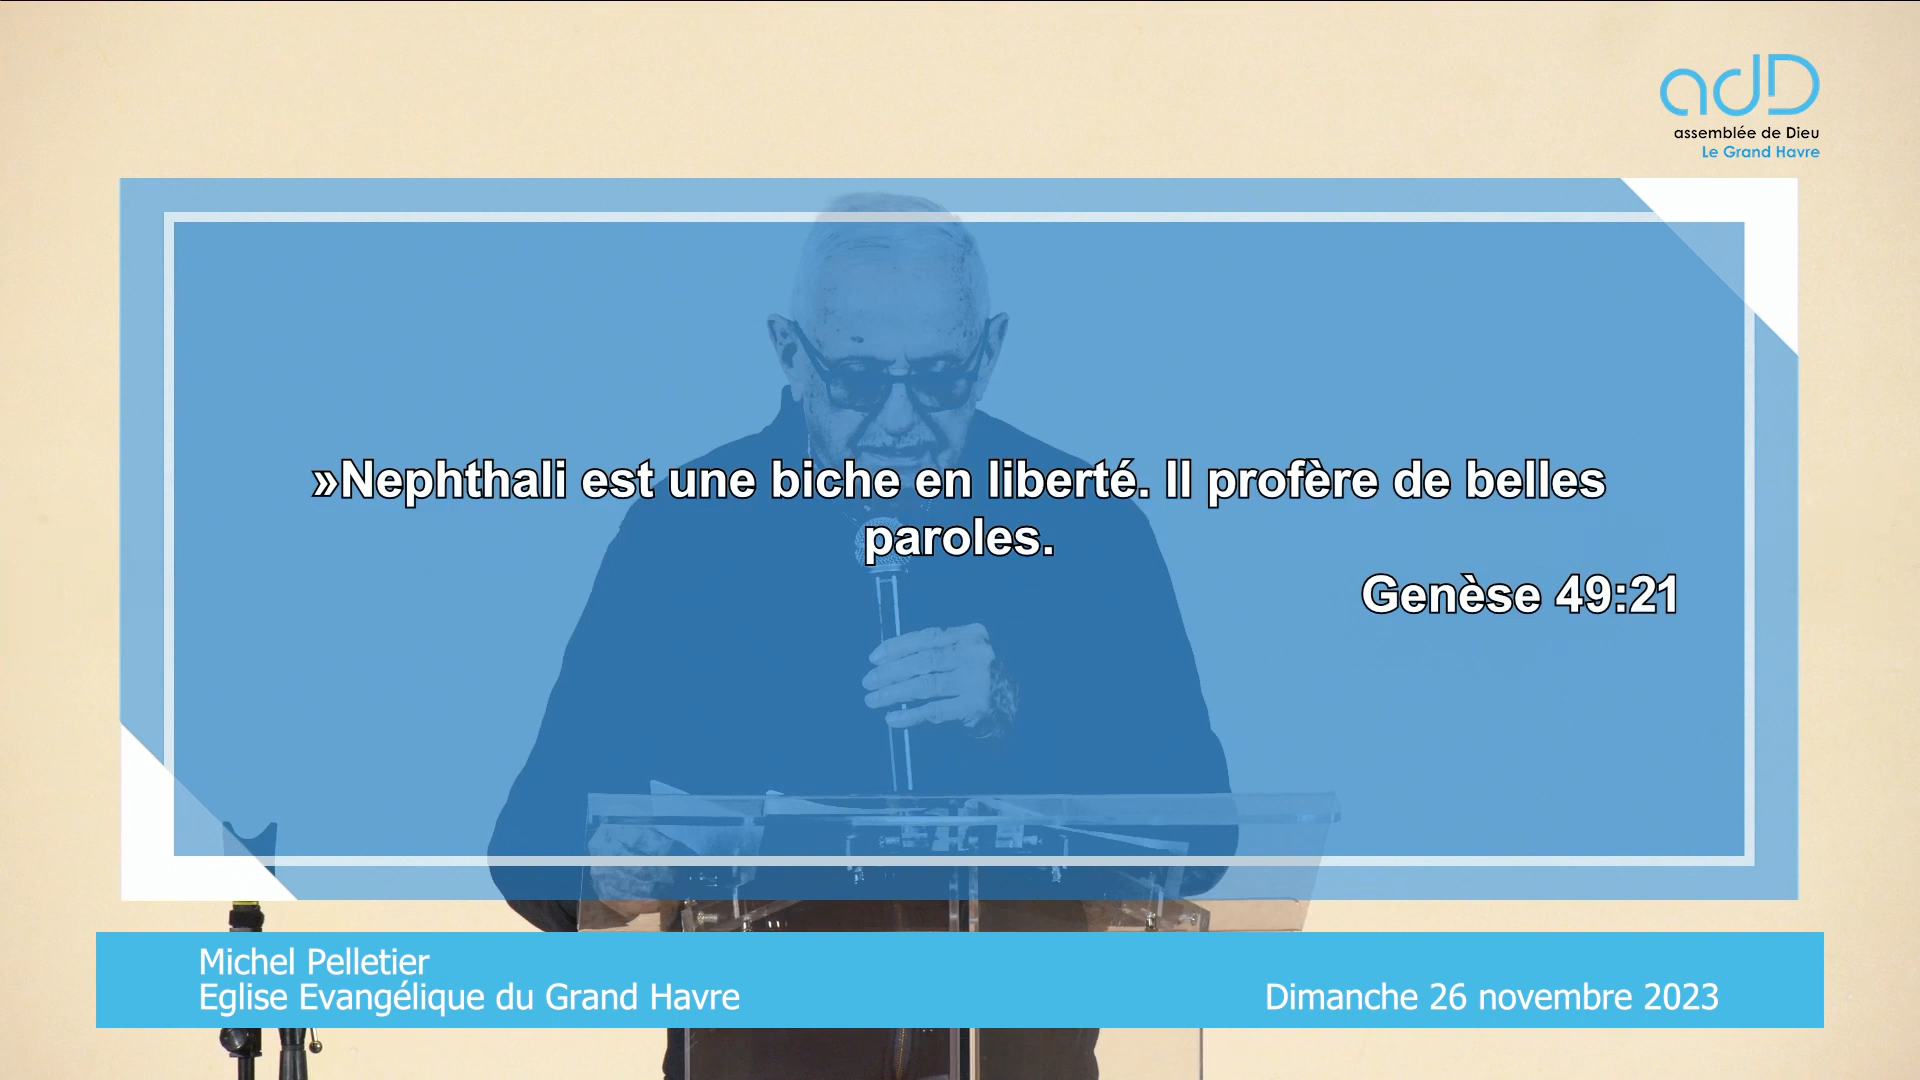 adD
assemblée de Dieu
Le Grand Havre
»Nephthali est une biche en liberté. Il profère de belles
paroles.
Genèse 49:21
Michel Pelletier
Eglise Evangélique du Grand Havre
Dimanche 26 novembre 2023